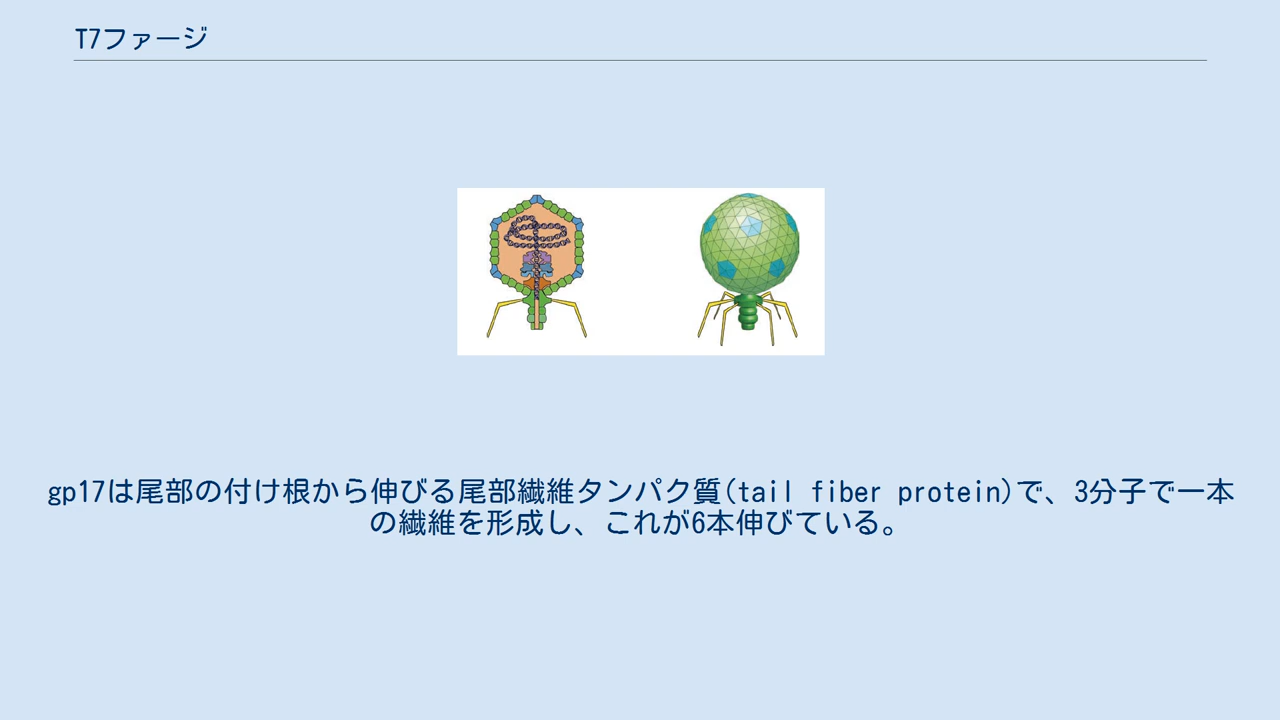 T7ファージ
gp17は尾部の付け根から伸びる尾部繊維タンパク質(tail fiber protein)で、3分子で一本
の繊維を形成し、これが6本伸びている。